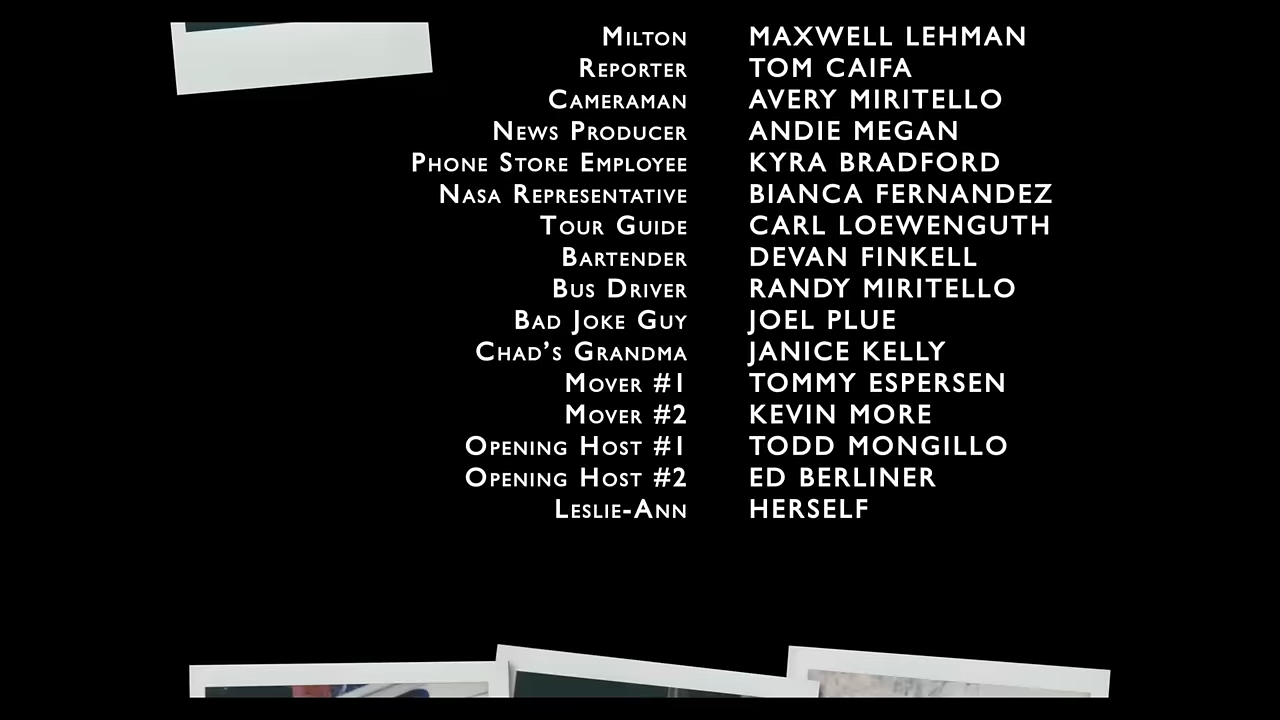 Milton MAXWELL LEHMAN
Reporter TOM CAIFA
Cameraman AVERY MIRITELLO
News Producer ANDIE MEGAN
Phone Store Employee KYRA BRADFORD
Nasa Representative BIANCA FERNANDEZ
Tour Guide CARL LOEWENGUTH
Bartender DEVAN FINKELL
Bus Driver RANDY MIRITELLO
Bad Joke Guy JOEL PLUE
Chad's Grandma JANICE KELLY
Mover #1 TOMMY ESPERSEN
Mover #2 KEVIN MORE
Opening Host #1 TODD MONGILLO
Opening Host #2 ED BERLINER
Leslie-Ann HERSELF